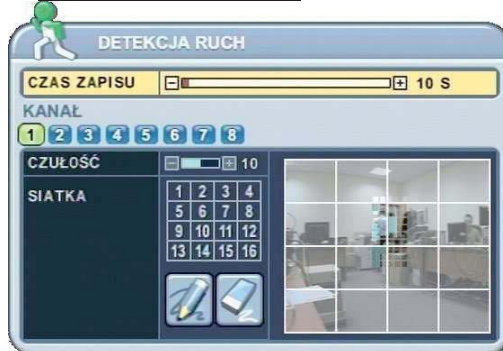 DETEKCJA RUCH
CZAS ZAPISU - + 10 S
KANAŁ
1 2 3 4 5 6 7 8
CZUŁOŚĆ - + 10
SIATKA
1 2 3 4
5 6 7 8
9 10 11 12
13 14 15 16